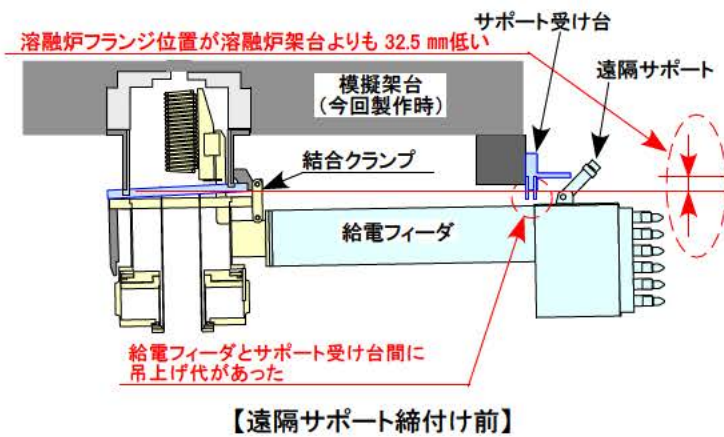 サポート受け台
溶融炉フランジ位置が溶融炉架台よりも 32.5 mm低い
遠隔サポート
模擬架台
(今回製作時)
結合クランプ
給電フィーダ
給電フィーダとサポート受け台間に
吊上げ代があった
【遠隔サポート締付け前】